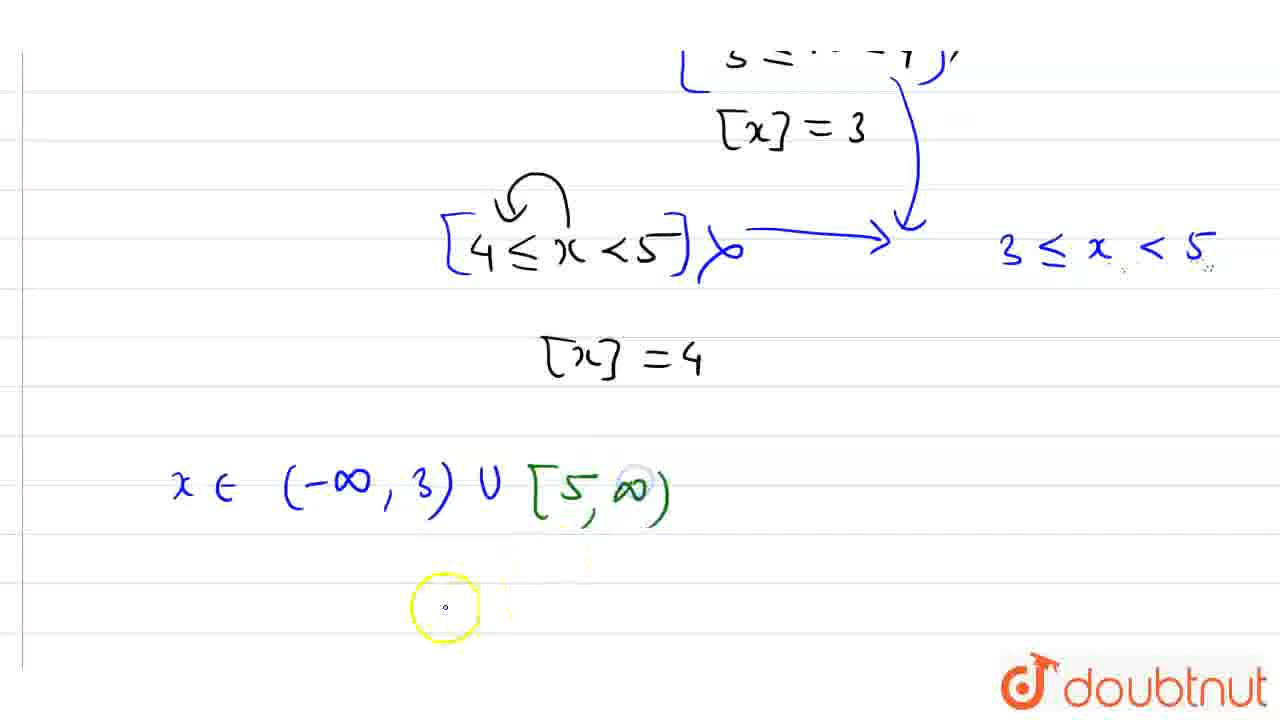 [x] = 3
[4 ≤ x < 5]
3 ≤ x < 5
[x] = 4
x ∈ (-∞, 3) ∪ [5, ∞)
doubtnut